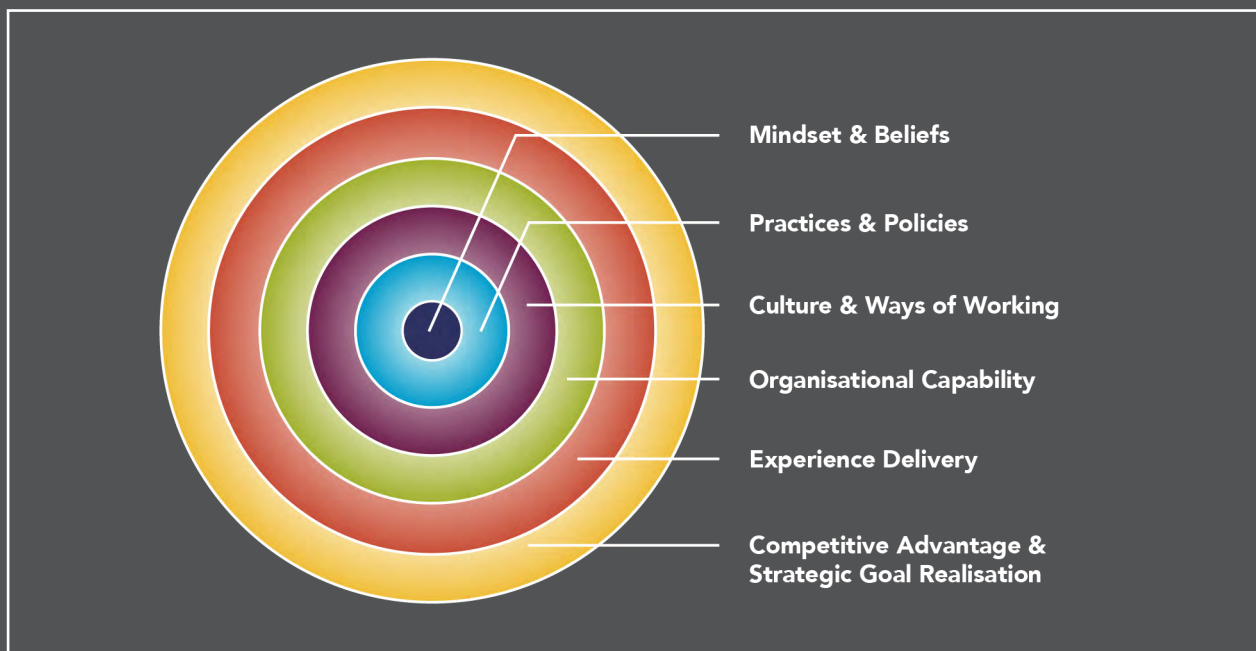 Mindset & Beliefs
Practices & Policies
Culture & Ways of Working
Organisational Capability
Experience Delivery
Competitive Advantage &
Strategic Goal Realisation